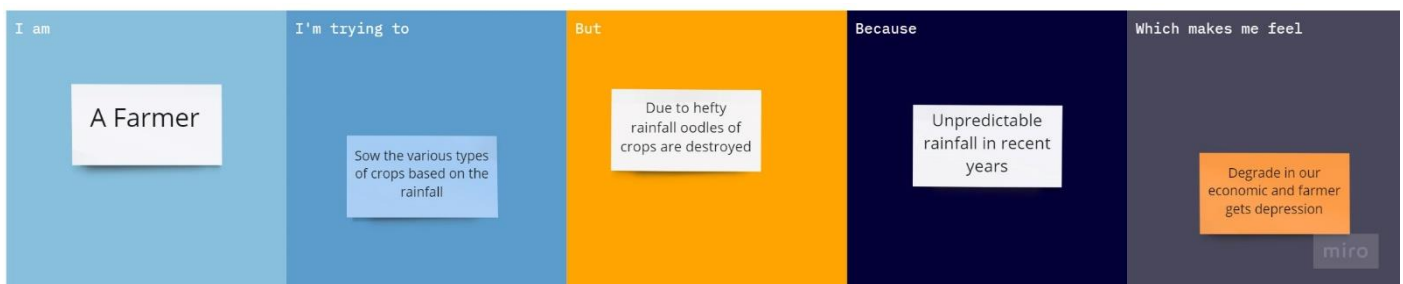 I am
A Farmer
I'm trying to
Sow the various types
of crops based on the
rainfall
But
Due to hefty
rainfall oodles of
crops are destroyed
Because
Unpredictable
rainfall in recent
years
Which makes me feel
Degrade in our
economic and farmer
gets depression
miro